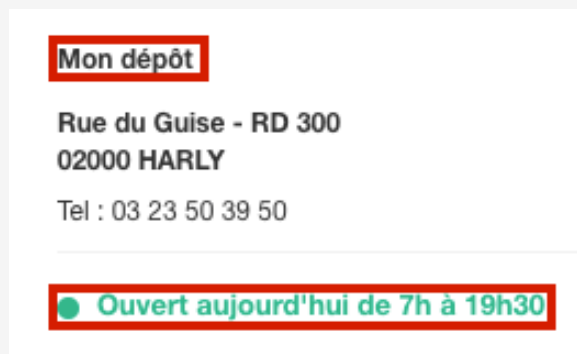 Mon dépôt
Rue du Guise - RD 300
02000 HARLY
Tel : 03 23 50 39 50
Ouvert aujourd'hui de 7h à 19h30